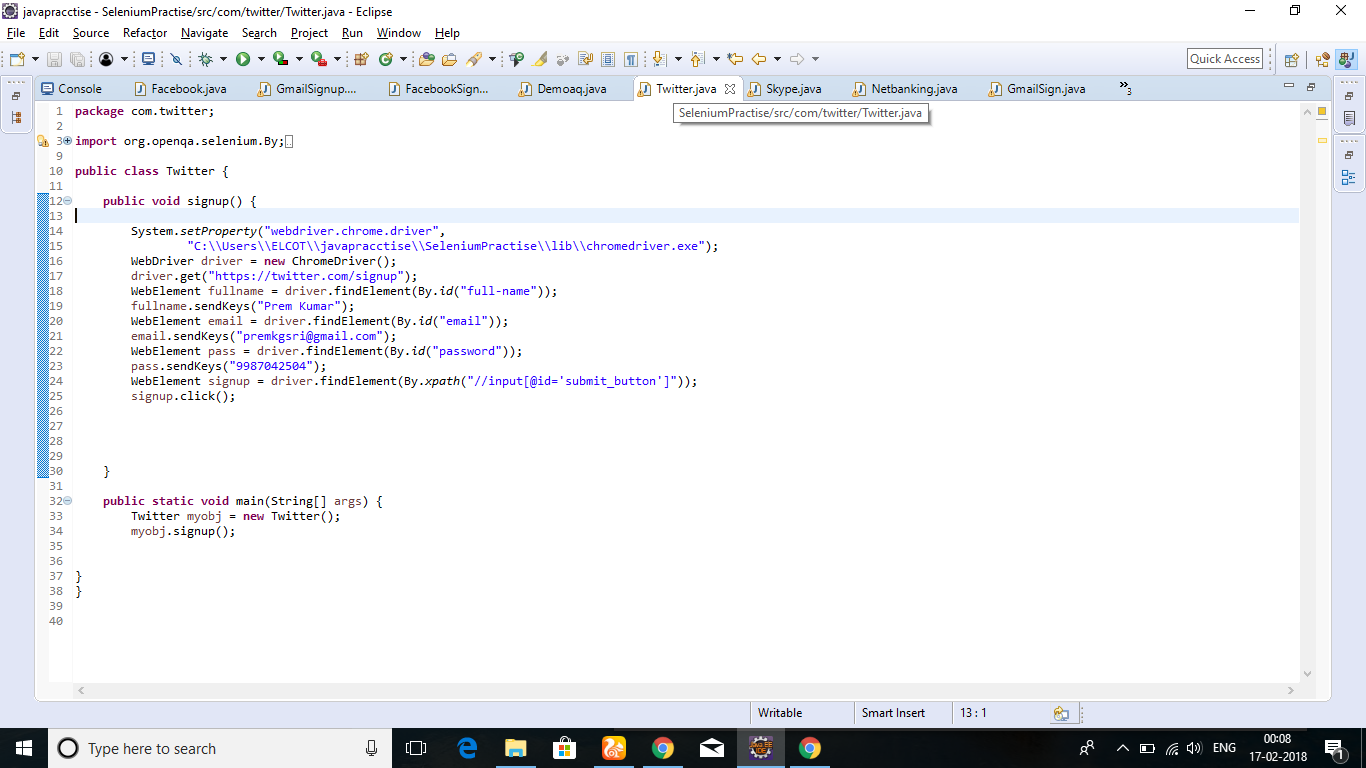 javapracctise - SeleniumPractise/src/com/twitter/Twitter.java - Eclipse
File Edit Source Refactor Navigate Search Project Run Window Help
Quick Access
Console Facebook.java GmailSignup.... FacebookSign... Demoaq.java Twitter.java Skype.java Netbanking.java GmailSign.java »3
SeleniumPractise/src/com/twitter/Twitter.java
1 package com.twitter;
2
3 import org.openqa.selenium.By;
9
10 public class Twitter {
11
12 public void signup() {
13
14 System.setProperty("webdriver.chrome.driver",
15 "C:\\Users\\ELCOT\\javapracctise\\SeleniumPractise\\lib\\chromedriver.exe");
16 WebDriver driver = new ChromeDriver();
17 driver.get("https://twitter.com/signup");
18 WebElement fullname = driver.findElement(By.id("full-name"));
19 fullname.sendKeys("Prem Kumar");
20 WebElement email = driver.findElement(By.id("email"));
21 email.sendKeys("premkgsri@gmail.com");
22 WebElement pass = driver.findElement(By.id("password"));
23 pass.sendKeys("9987042504");
24 WebElement signup = driver.findElement(By.xpath("//input[@id='submit_button']"));
25 signup.click();
26
27
28
29
30 }
31
32 public static void main(String[] args) {
33 Twitter myobj = new Twitter();
34 myobj.signup();
35
36
37 }
38 }
39
40
Writable Smart Insert 13 : 1
Type here to search
Java EE IDE
ENG
00:08
17-02-2018
1